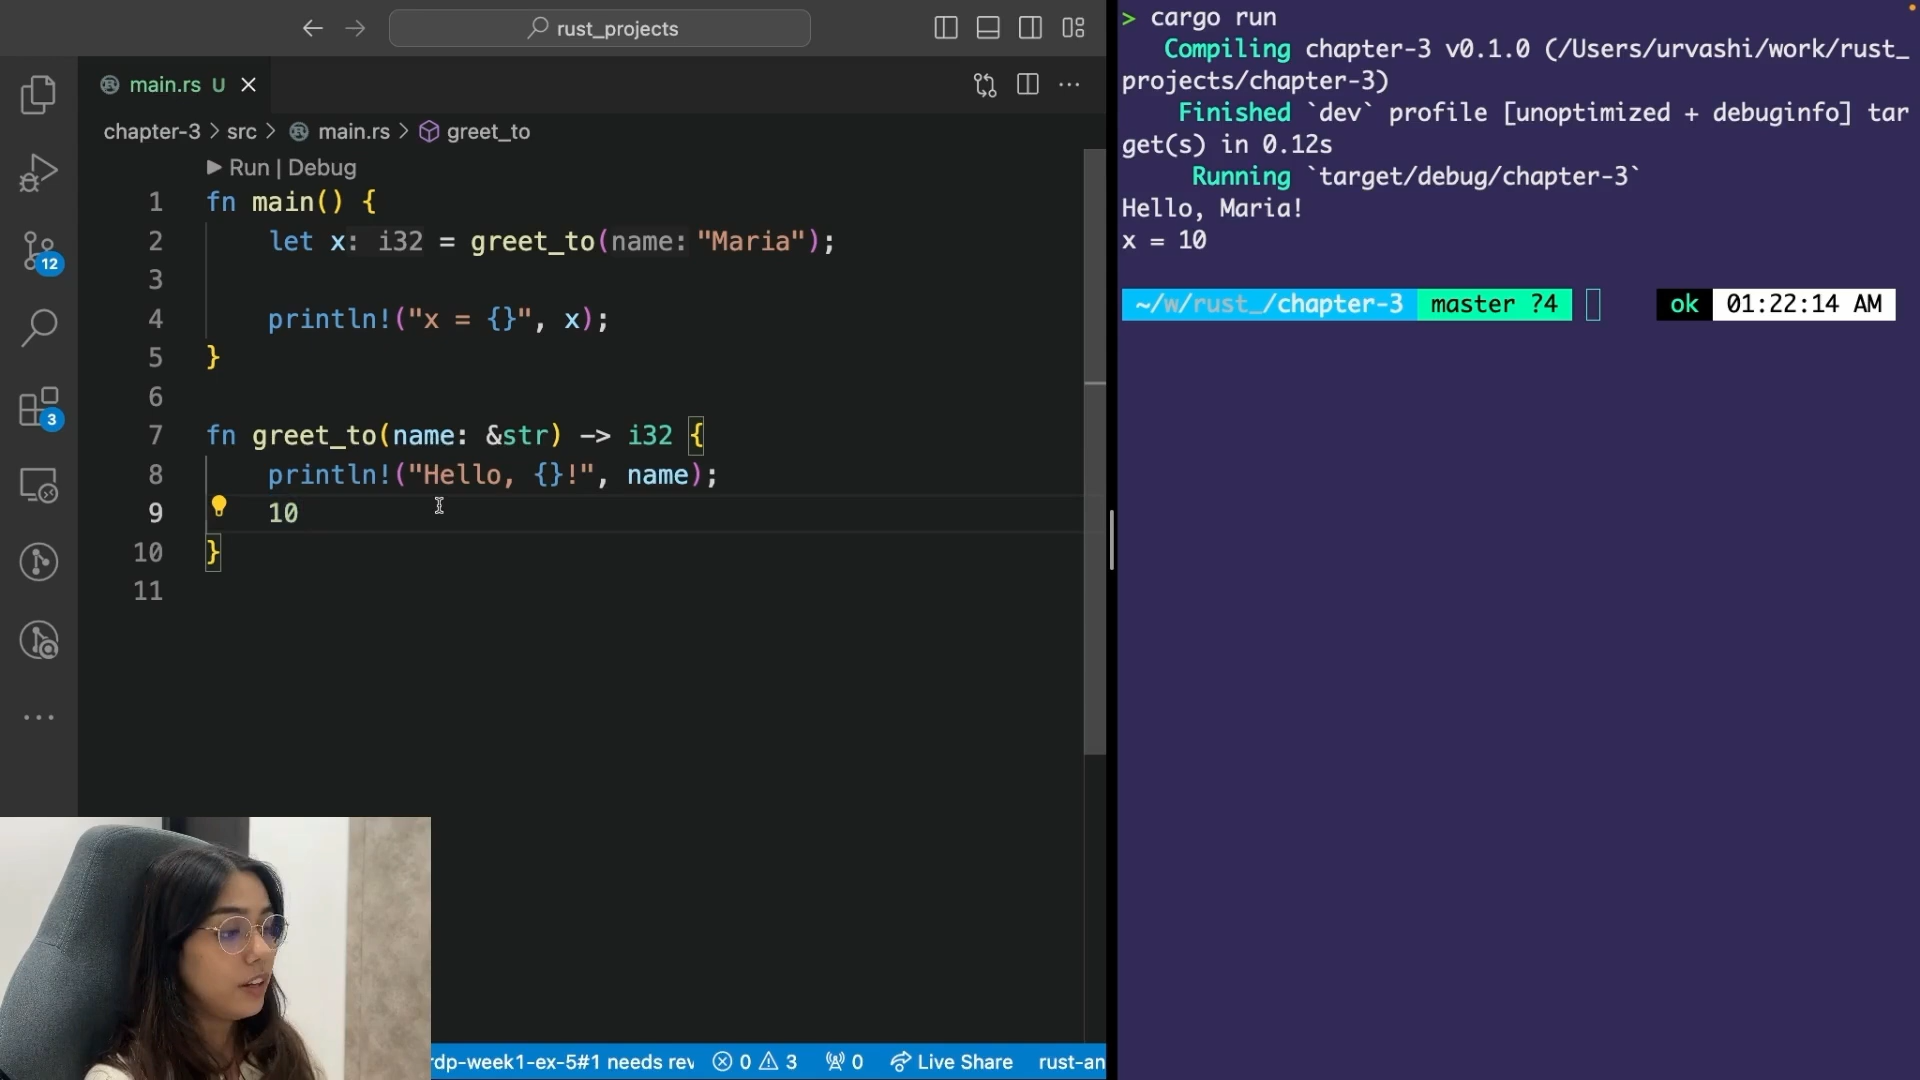 rust_projects
main.rs U
chapter-3 > src > main.rs > greet_to
Run | Debug
1 fn main() {
2 let x: i32 = greet_to(name: "Maria");
3
4 println!("x = {}", x);
5 }
6
7 fn greet_to(name: &str) -> i32 {
8 println!("Hello, {}!", name);
9 10
10 }
11
12
3
rdp-week1-ex-5#1 needs rev 0 3 0 Live Share rust-an
> cargo run
Compiling chapter-3 v0.1.0 (/Users/urvashi/work/rust_
projects/chapter-3)
Finished `dev` profile [unoptimized + debuginfo] tar
get(s) in 0.12s
Running `target/debug/chapter-3`
Hello, Maria!
x = 10
~/w/rust_/chapter-3 master ?4 ok 01:22:14 AM